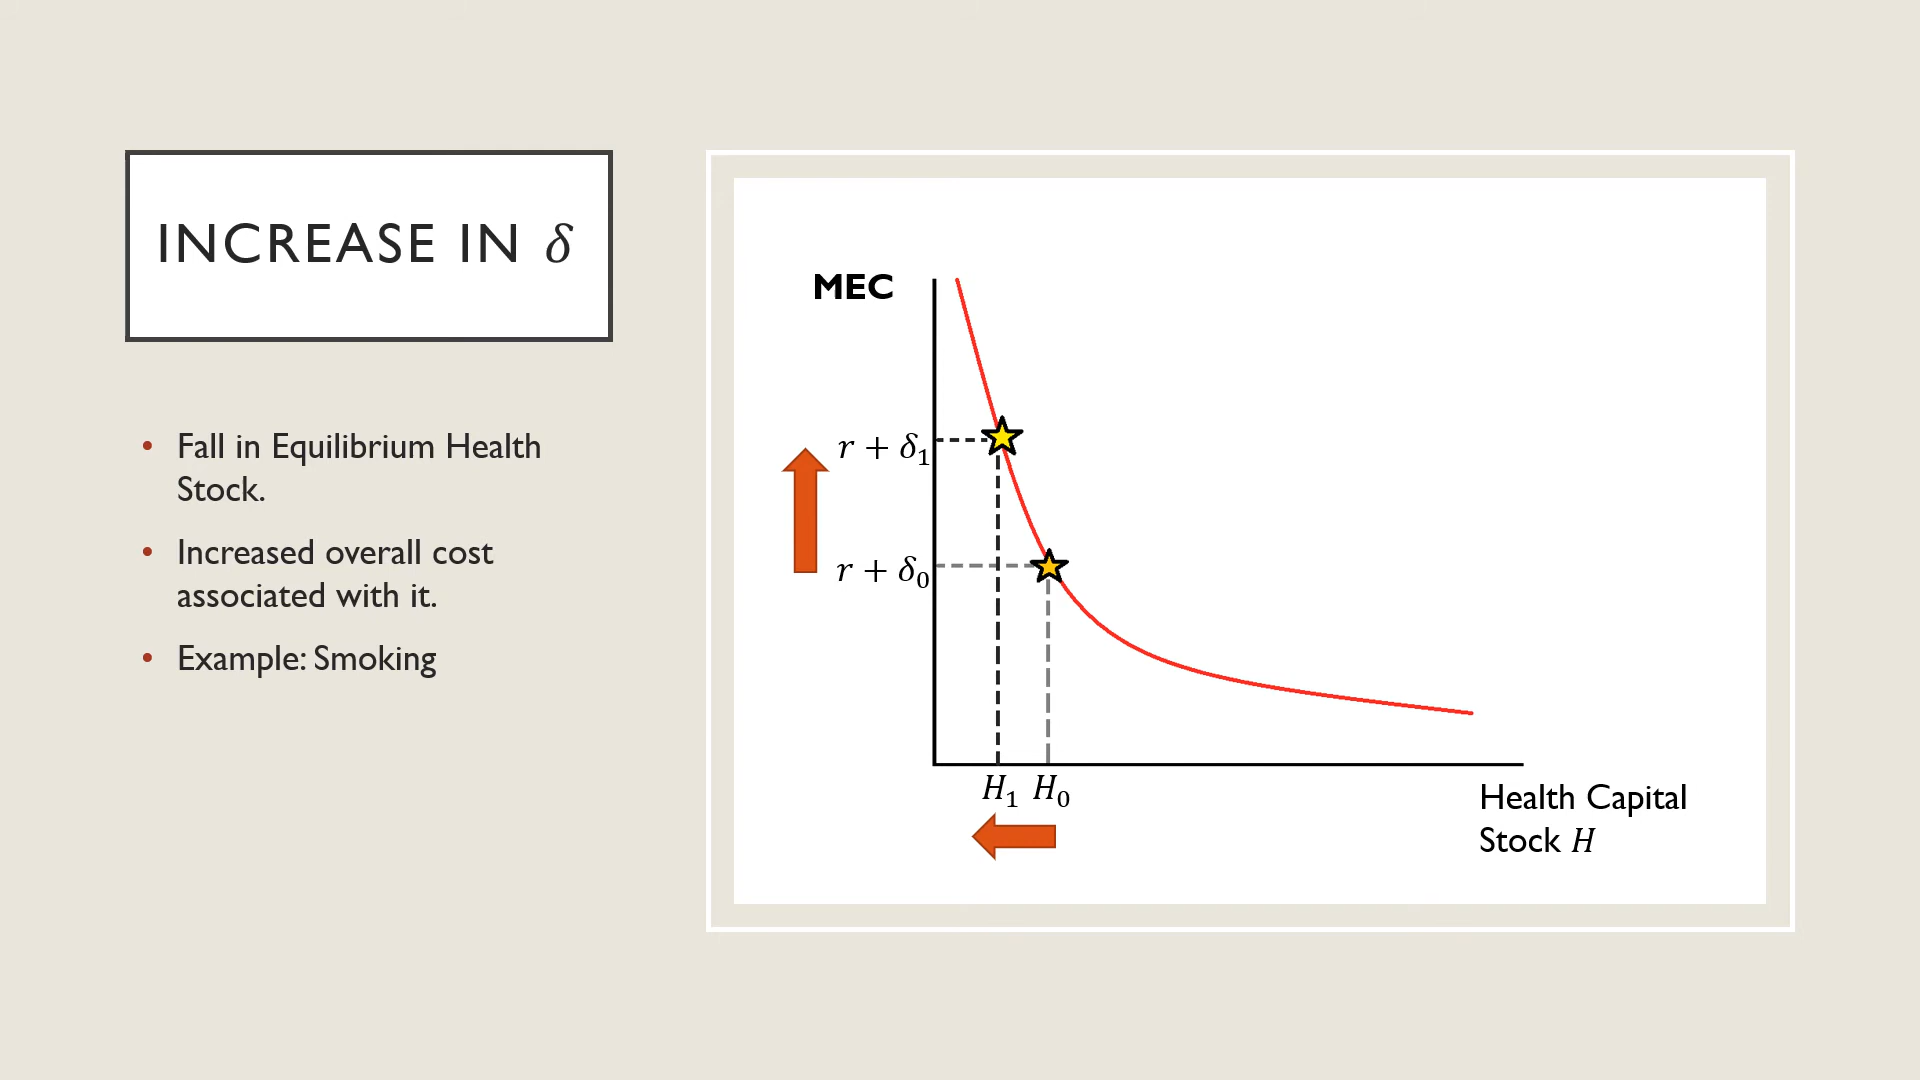 INCREASE IN δ
• Fall in Equilibrium Health
Stock.
• Increased overall cost
associated with it.
• Example: Smoking
MEC
r + δ₁
r + δ₀
H₁ H₀
Health Capital
Stock H